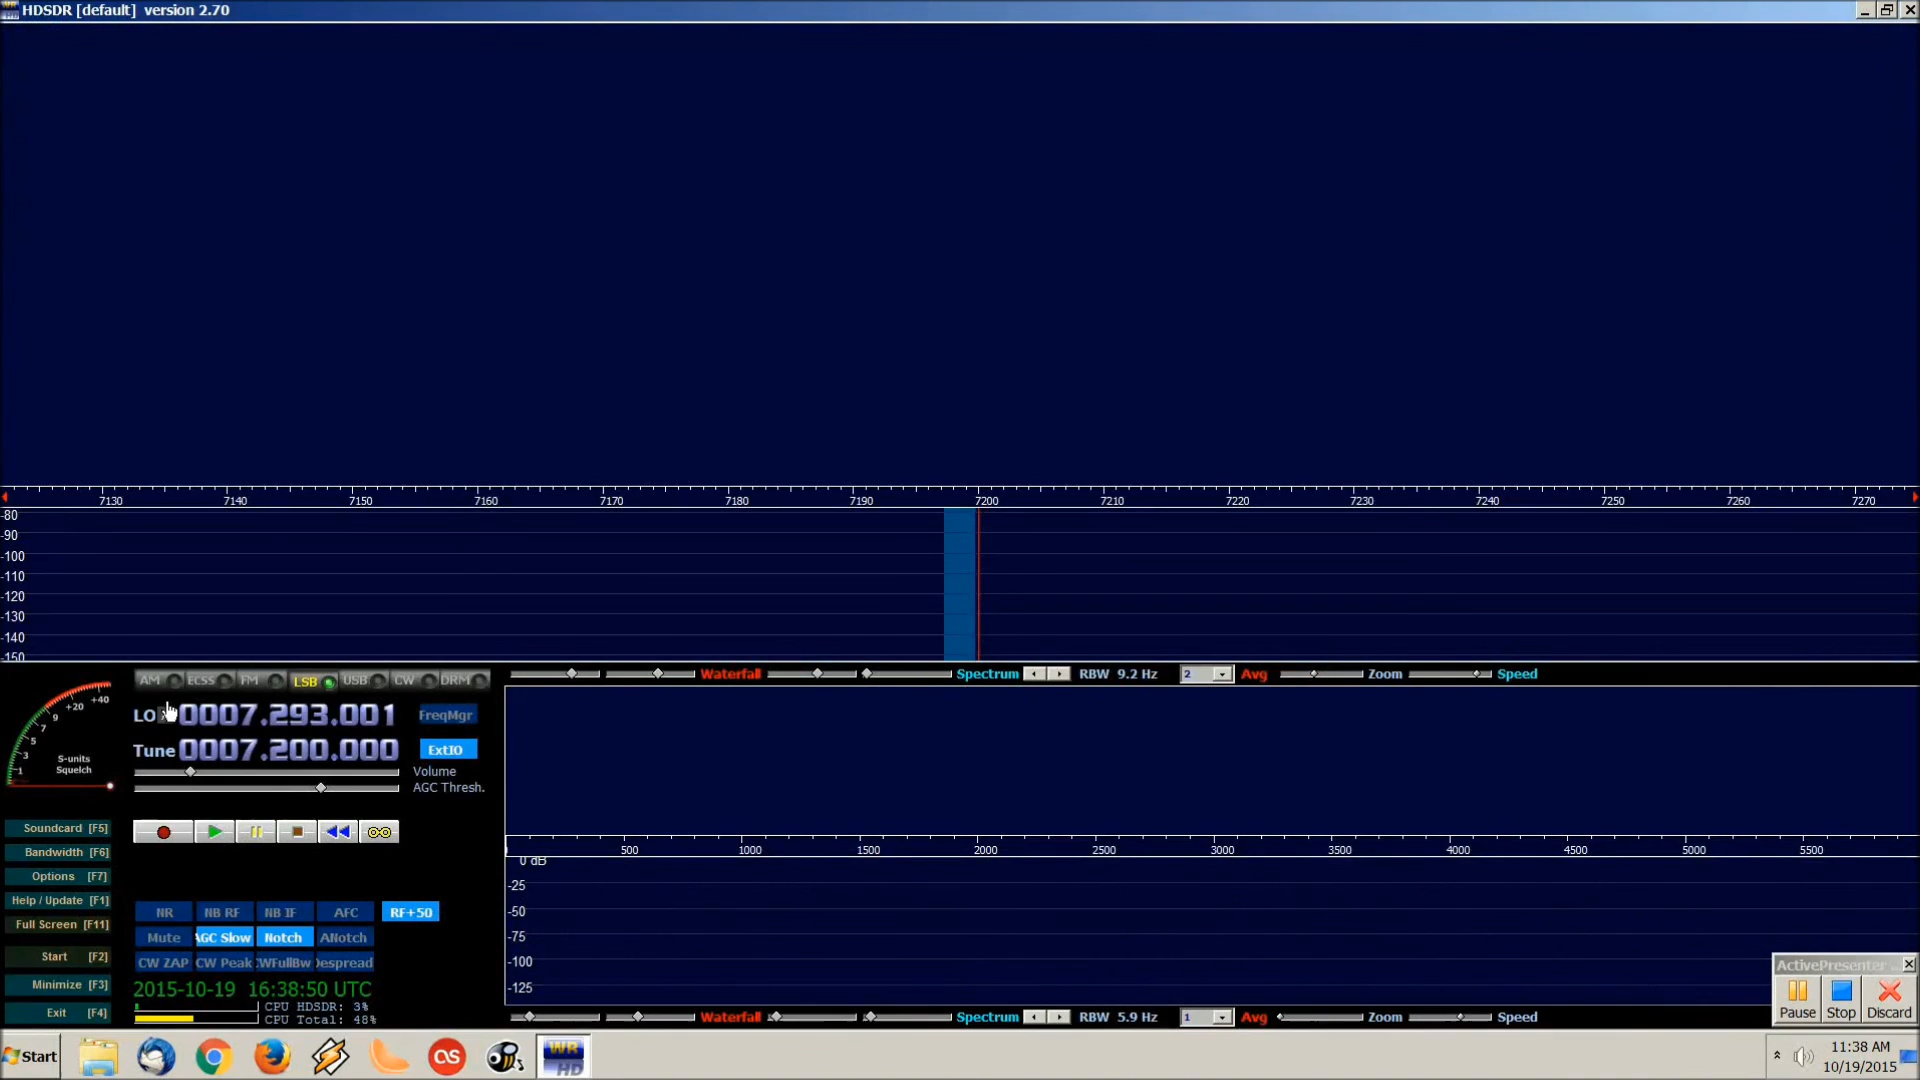 HDSDR [default] version 2.70
7130 7140 7150 7160 7170 7180 7190 7200 7210 7220 7230 7240 7250 7260 7270
-80
-90
-100
-110
-120
-130
-140
-150
AM ECSS FM LSB USB CW DRM
Waterfall Spectrum RBW 9.2 Hz 2 Avg Zoom Speed
1 3 5 7 9 +20 +40
S-units
Squelch
LO 0007.293.001 FreqMgr
Tune 0007.200.000 ExtIO
Volume
AGC Thresh.
Soundcard [F5]
Bandwidth [F6]
Options [F7]
Help / Update [F1]
Full Screen [F11]
Start [F2]
Minimize [F3]
Exit [F4]
NR NB RF NB IF AFC RF+50
Mute AGC Slow Notch ANotch
CW ZAP CW Peak CWFullBw Despread
2015-10-19 16:38:50 UTC
CPU HDSDR: 3%
CPU Total: 48%
500 1000 1500 2000 2500 3000 3500 4000 4500 5000 5500
0 dB
-25
-50
-75
-100
-125
Waterfall Spectrum RBW 5.9 Hz 1 Avg Zoom Speed
ActivePresenter ...
Pause Stop Discard
Start
WR
HD
11:38 AM
10/19/2015